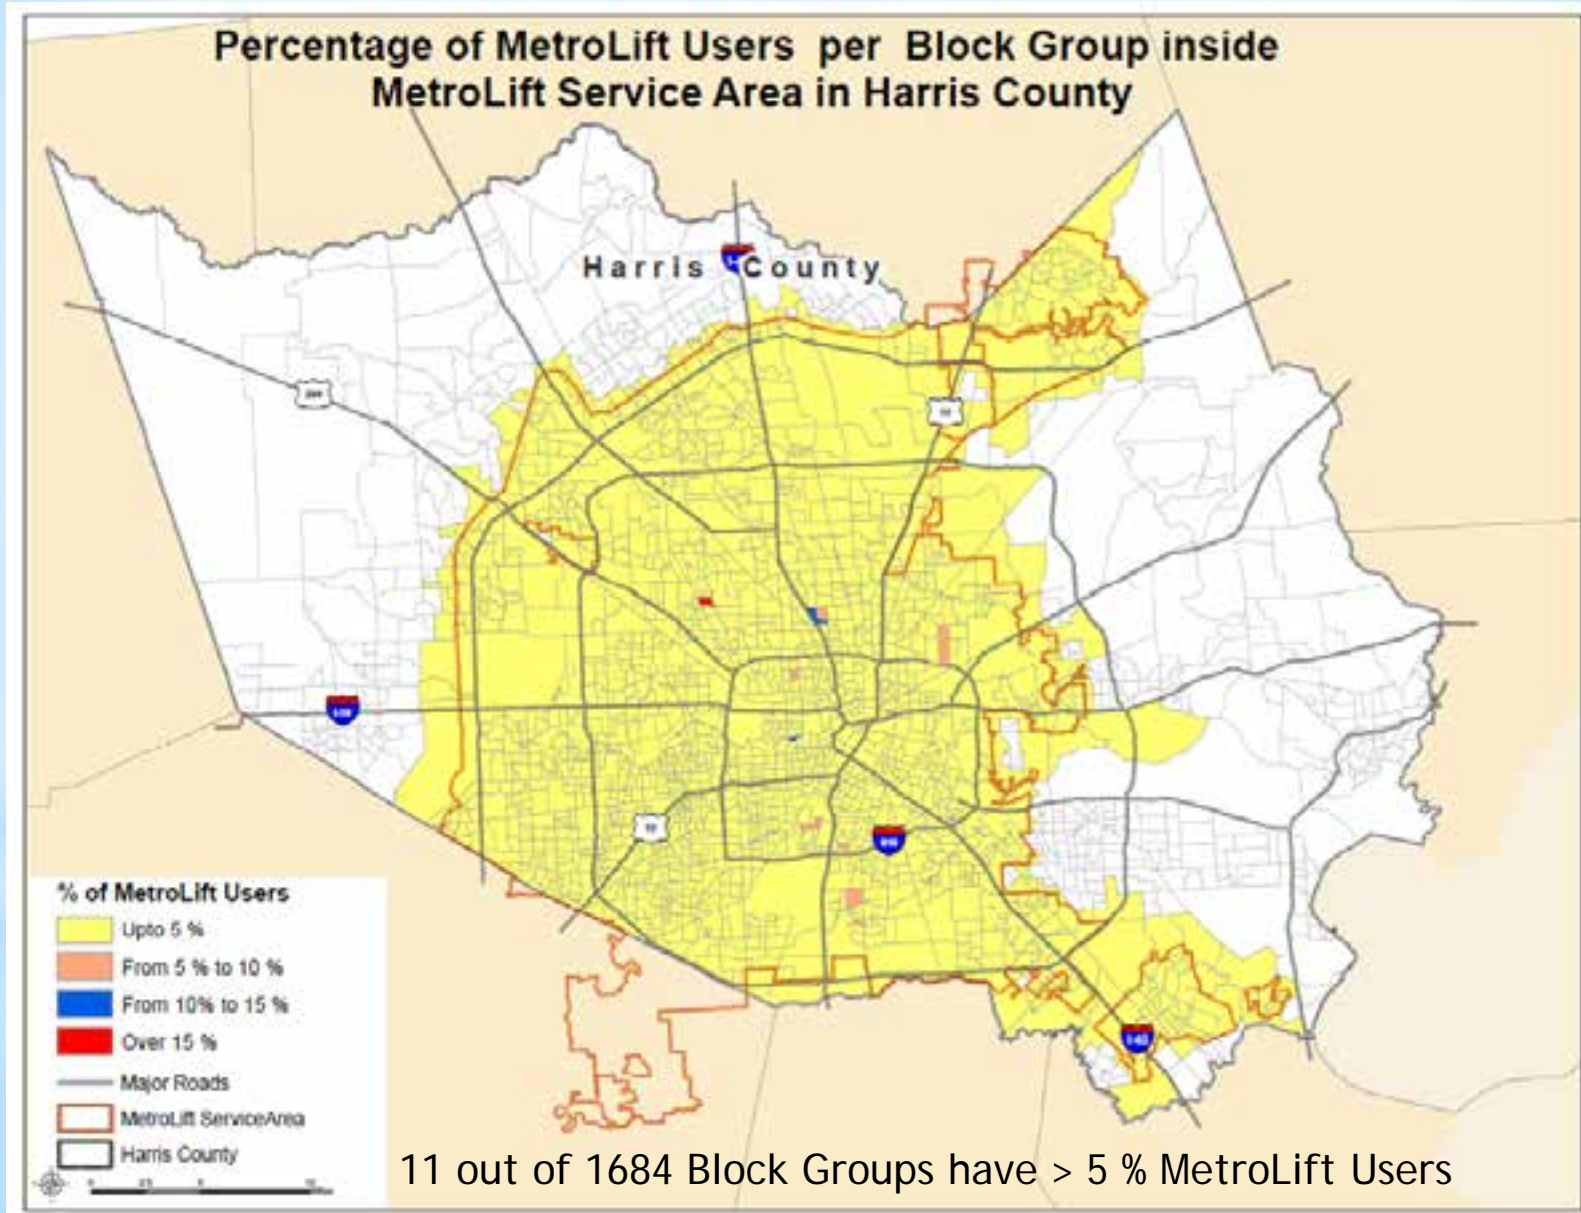 Percentage of MetroLift Users per Block Group inside
MetroLift Service Area in Harris County
Harris County
% of MetroLift Users
Upto 5 %
From 5 % to 10 %
From 10% to 15 %
Over 15 %
Major Roads
MetroLift ServiceArea
Harris County
11 out of 1684 Block Groups have > 5 % MetroLift Users